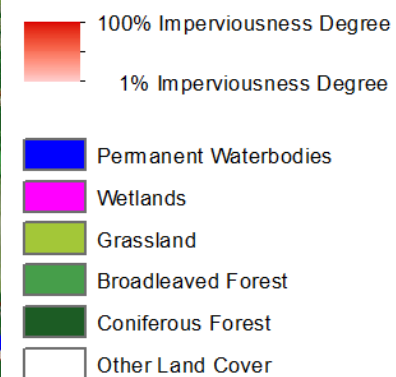 100% Imperviousness Degree
1% Imperviousness Degree
Permanent Waterbodies
Wetlands
Grassland
Broadleaved Forest
Coniferous Forest
Other Land Cover